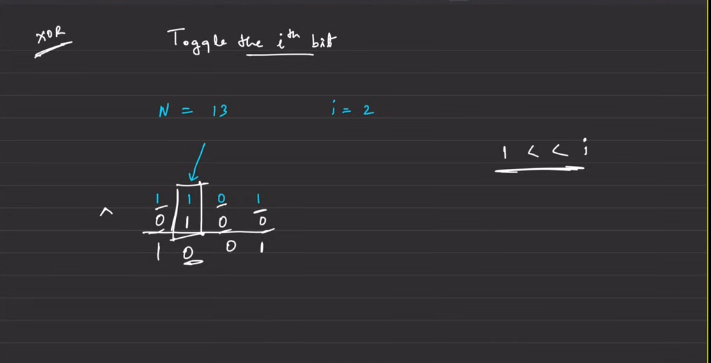 XOR
Toggle the ith bit
N = 13 i = 2
1 << i
1 1 0 1
^ 0 1 0 0
1 0 0 1